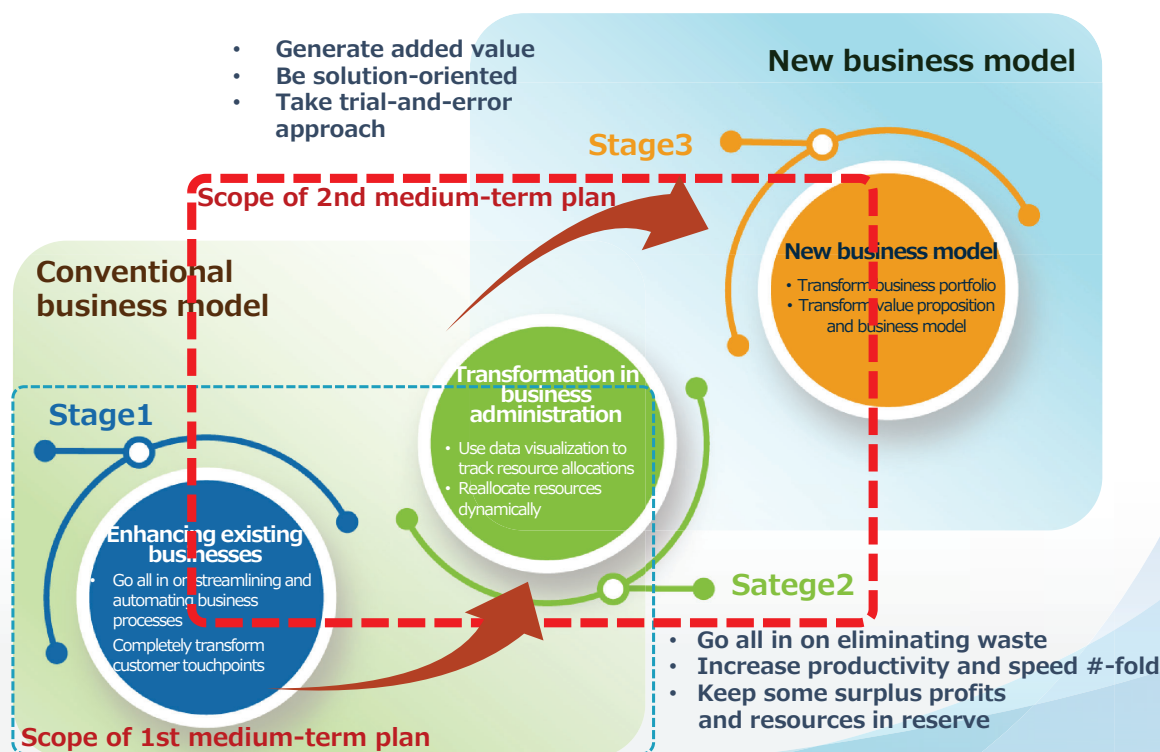 • Generate added value
• Be solution-oriented
• Take trial-and-error
approach
New business model
Stage3
Scope of 2nd medium-term plan
New business model
• Transform business portfolio
• Transform value proposition
and business model
Conventional
business model
Transformation in
business
administration
• Use data visualization to
track resource allocations
• Reallocate resources
dynamically
Stage1
Enhancing existing
businesses
• Go all in on streamlining and
automating business
processes
Completely transform
customer touchpoints
Satege2
• Go all in on eliminating waste
• Increase productivity and speed #-fold
• Keep some surplus profits
and resources in reserve
Scope of 1st medium-term plan